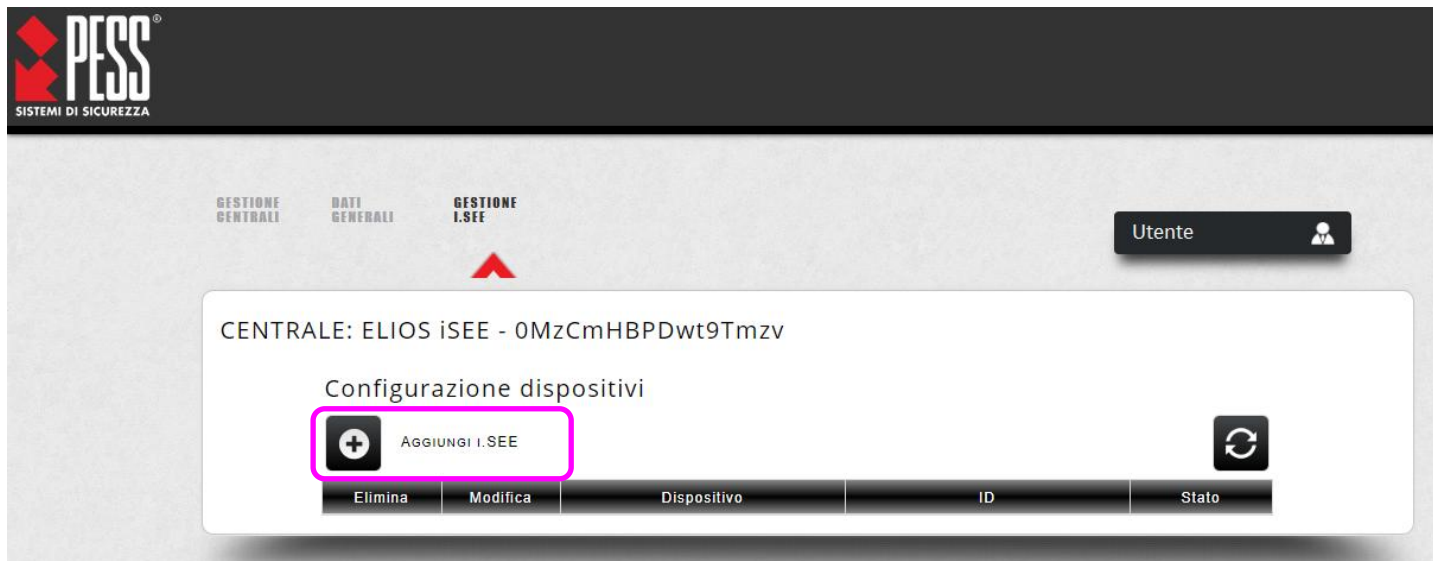 PESS®
SISTEMI DI SICUREZZA
GESTIONE CENTRALI
DATI GENERALI
GESTIONE I.SEE
Utente
CENTRALE: ELIOS iSEE - 0MzCmHBPDwt9Tmzv
Configurazione dispositivi
AGGIUNGI I.SEE
Elimina Modifica Dispositivo ID Stato